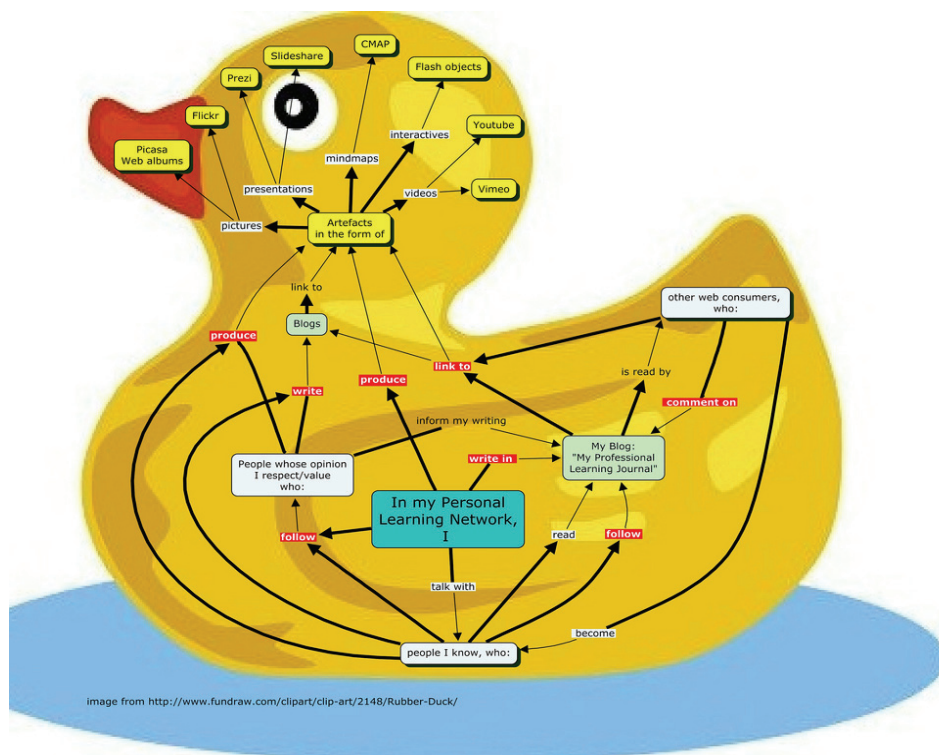 CMAP
Slideshare
Flash objects
Prezi
Flickr
Youtube
interactives
Picasa
Web albums
mindmaps
presentations
videos
Vimeo
pictures
Artefacts
in the form of
link to
other web consumers,
who:
Blogs
produce
link to
is read by
produce
write
comment on
inform my writing
My Blog:
"My Professional
Learning Journal"
write in
People whose opinion
I respect/value
who:
In my Personal
Learning Network,
I
follow
read
follow
talk with
become
people I know, who:
image from http://www.fundraw.com/clipart/clip-art/2148/Rubber-Duck/